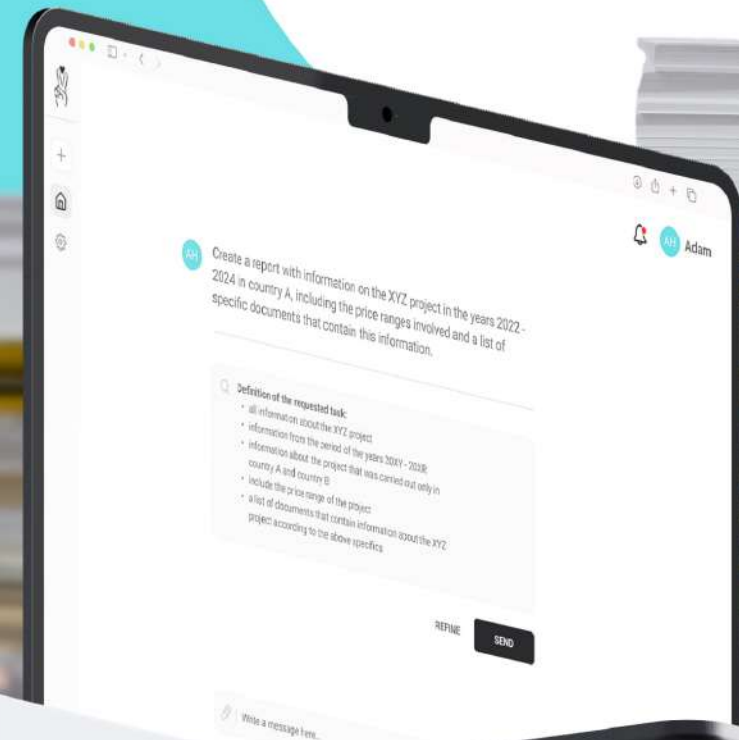 AH Adam
AH Create a report with information on the XYZ project in the years 2022 -
2024 in country A, including the price ranges involved and a list of
specific documents that contain this information.
Definition of the requested task:
• all information about the XYZ project
• information from the period of the years 20XY - 20XR
• information about the project that was carried out only in
country A and country B
• include the price range of the project
• a list of documents that contain information about the XYZ
project according to the above specifics
REFINE SEND
Write a message here...